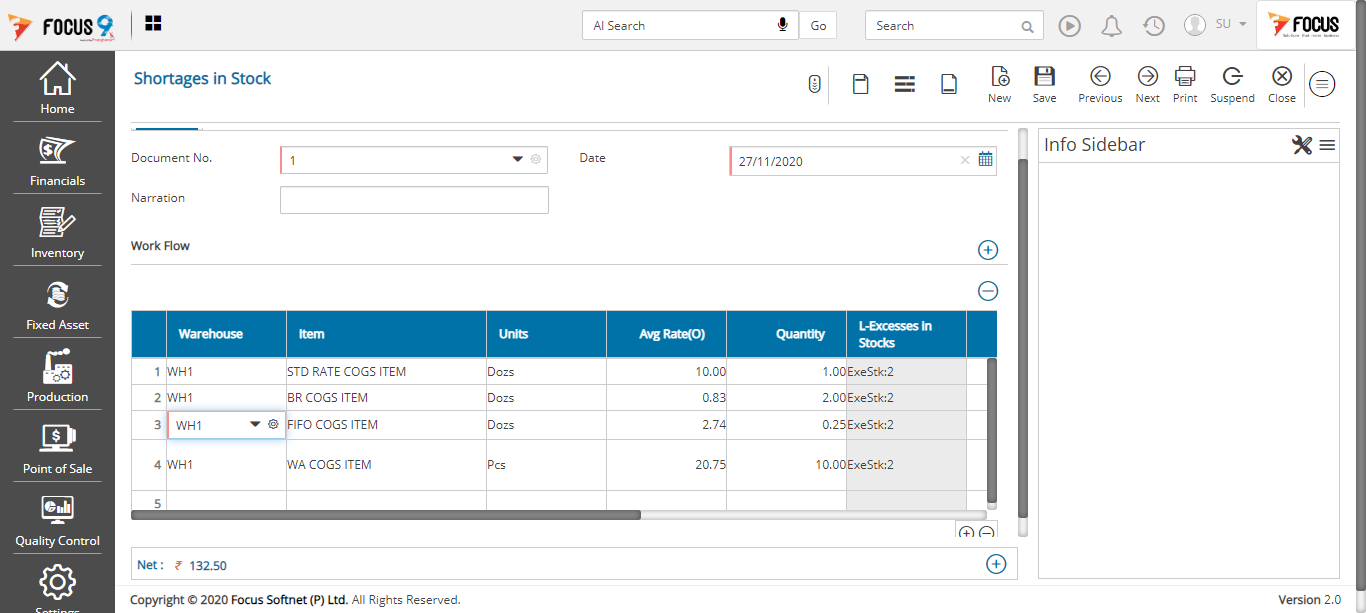 FOCUS 9
AI Search
Go
Search
SU
FOCUS
Home
Financials
Inventory
Fixed Asset
Production
Point of Sale
Quality Control
Settings
Shortages in Stock
New Save Previous Next Print Suspend Close
Document No. 1 Date 27/11/2020
Narration
Work Flow
Info Sidebar
Warehouse Item Units Avg Rate(O) Quantity L-Excesses in Stocks
1 WH1 STD RATE COGS ITEM Dozs 10.00 1.00 ExeStk:2
2 WH1 BR COGS ITEM Dozs 0.83 2.00 ExeStk:2
3 WH1 FIFO COGS ITEM Dozs 2.74 0.25 ExeStk:2
4 WH1 WA COGS ITEM Pcs 20.75 10.00 ExeStk:2
5
Net : ₹ 132.50
Copyright © 2020 Focus Softnet (P) Ltd. All Rights Reserved.
Version 2.0